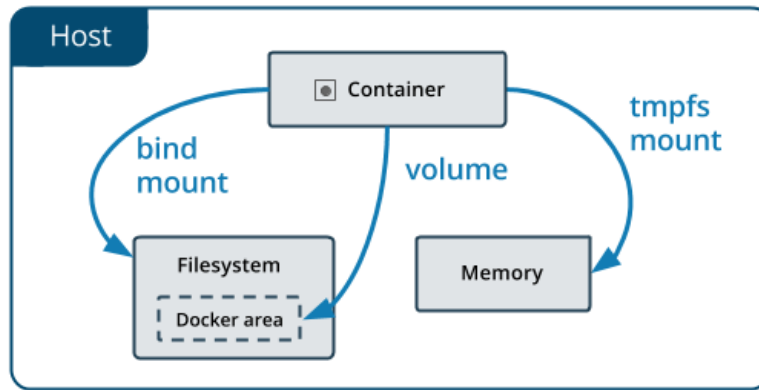 Host
Container
bind
mount
volume
tmpfs
mount
Filesystem
Docker area
Memory